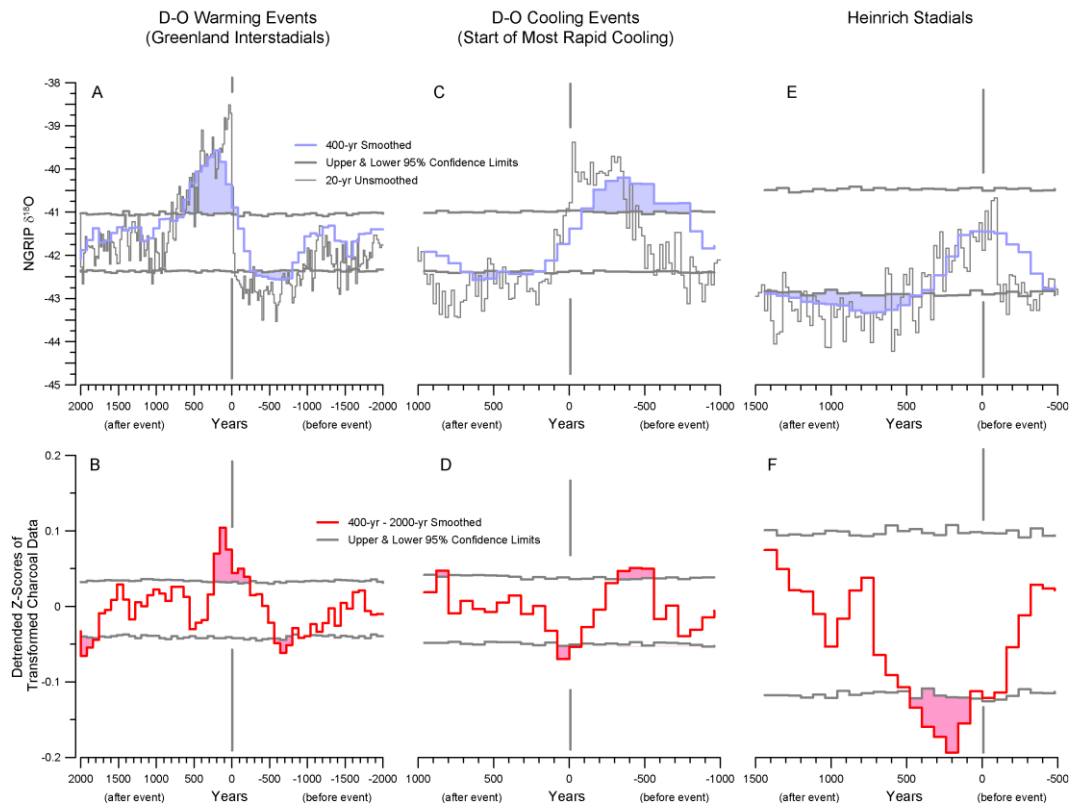 D-O Warming Events
(Greenland Interstadials)
D-O Cooling Events
(Start of Most Rapid Cooling)
Heinrich Stadials
NGRIP δ¹⁸O
-38
-39
-40
-41
-42
-43
-44
-45
A
C
E
400-yr Smoothed
Upper & Lower 95% Confidence Limits
20-yr Unsmoothed
2000 1000 500 0 -500 -1000 -1500 -2000
(after event) Years (before event)
1000 500 0 -500 -1000
(after event) Years (before event)
1500 1000 500 0 -500
(after event) Years (before event)
Detrended Z-Scores of
Transformed Charcoal Data
0.2
0.1
0
-0.1
-0.2
B
D
F
400-yr - 2000-yr Smoothed
Upper & Lower 95% Confidence Limits
2000 1500 1000 500 0 -500 -1000 -1500 -2000
(after event) Years (before event)
1000 500 0 -500 -1000
(after event) Years (before event)
1500 1000 500 0 -500
(after event) Years (before event)